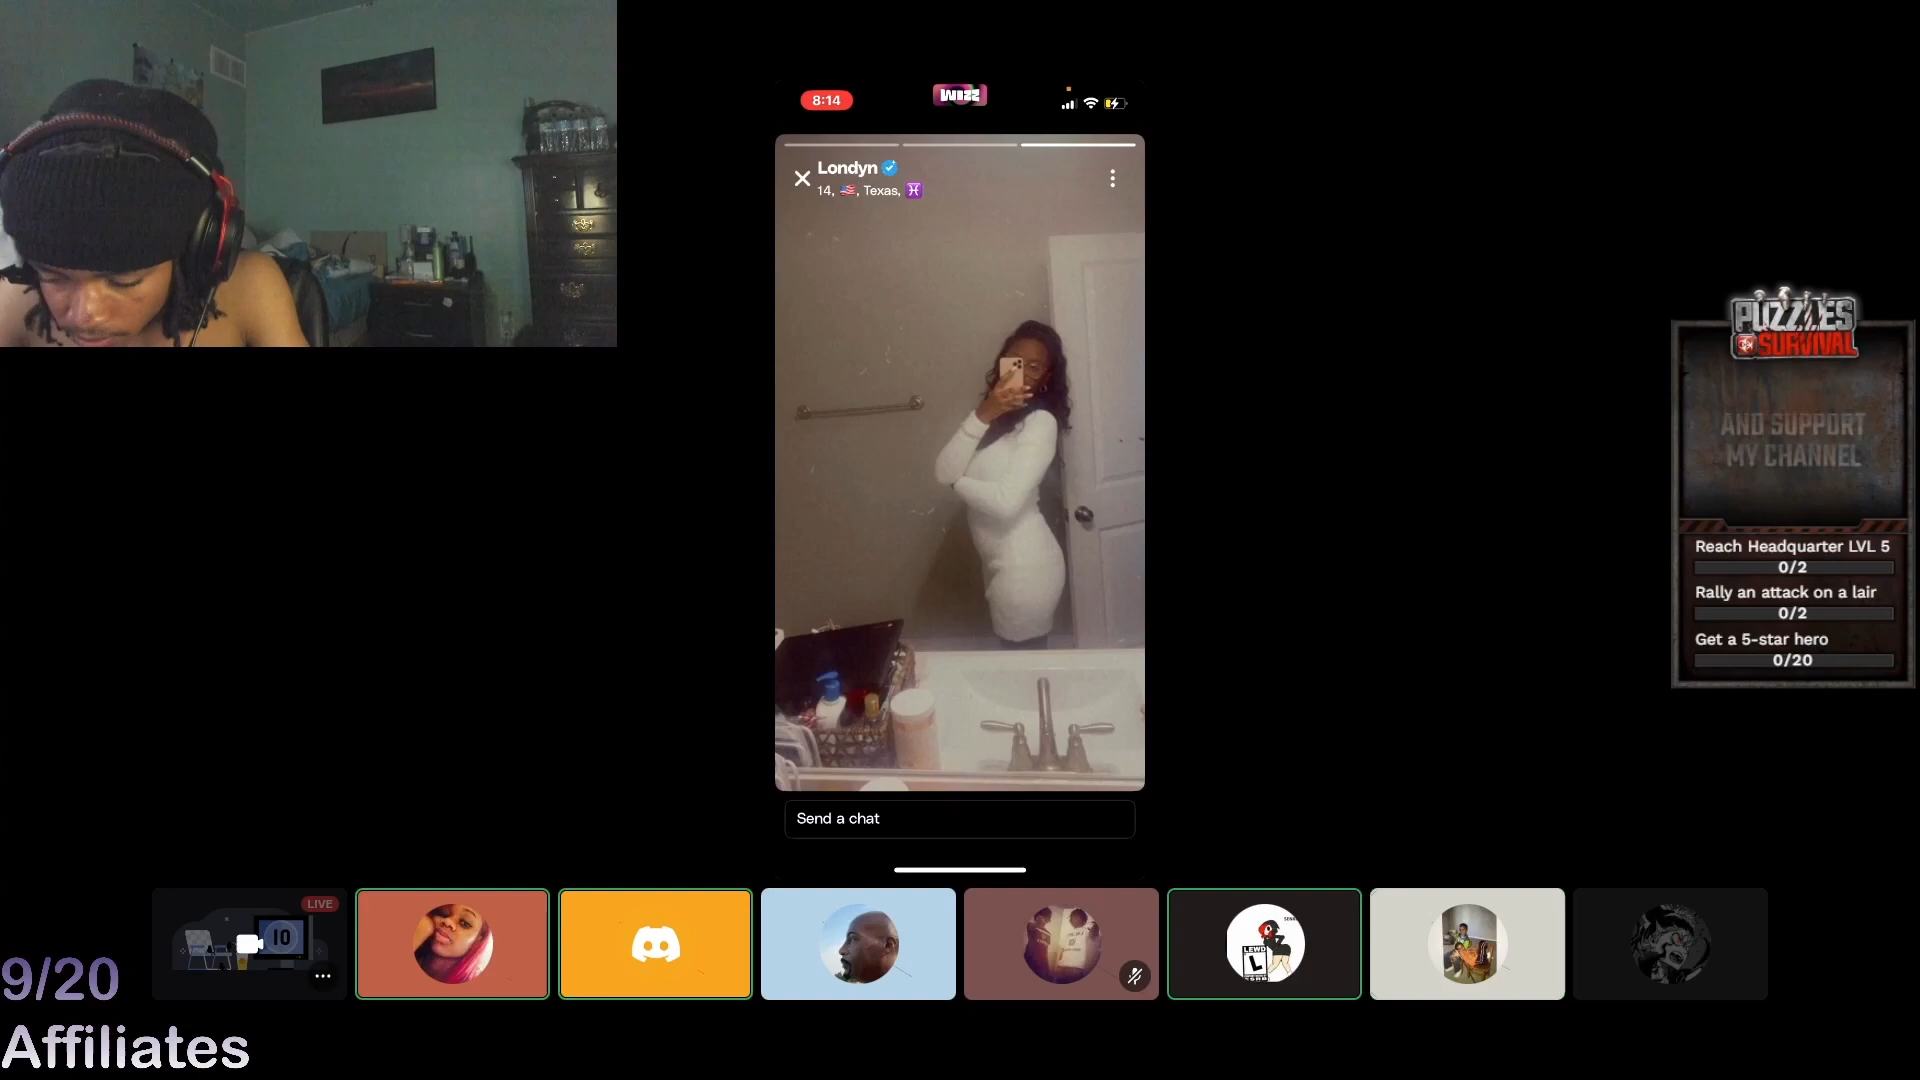 8:14
WIZZ
Londyn
14, 🇺🇸, Texas, ♓
Send a chat
PUZZLES
SURVIVAL
AND SUPPORT
MY CHANNEL
Reach Headquarter LVL 5
0/2
Rally an attack on a lair
0/2
Get a 5-star hero
0/20
LIVE
10
LEWD
L
9/20
Affiliates